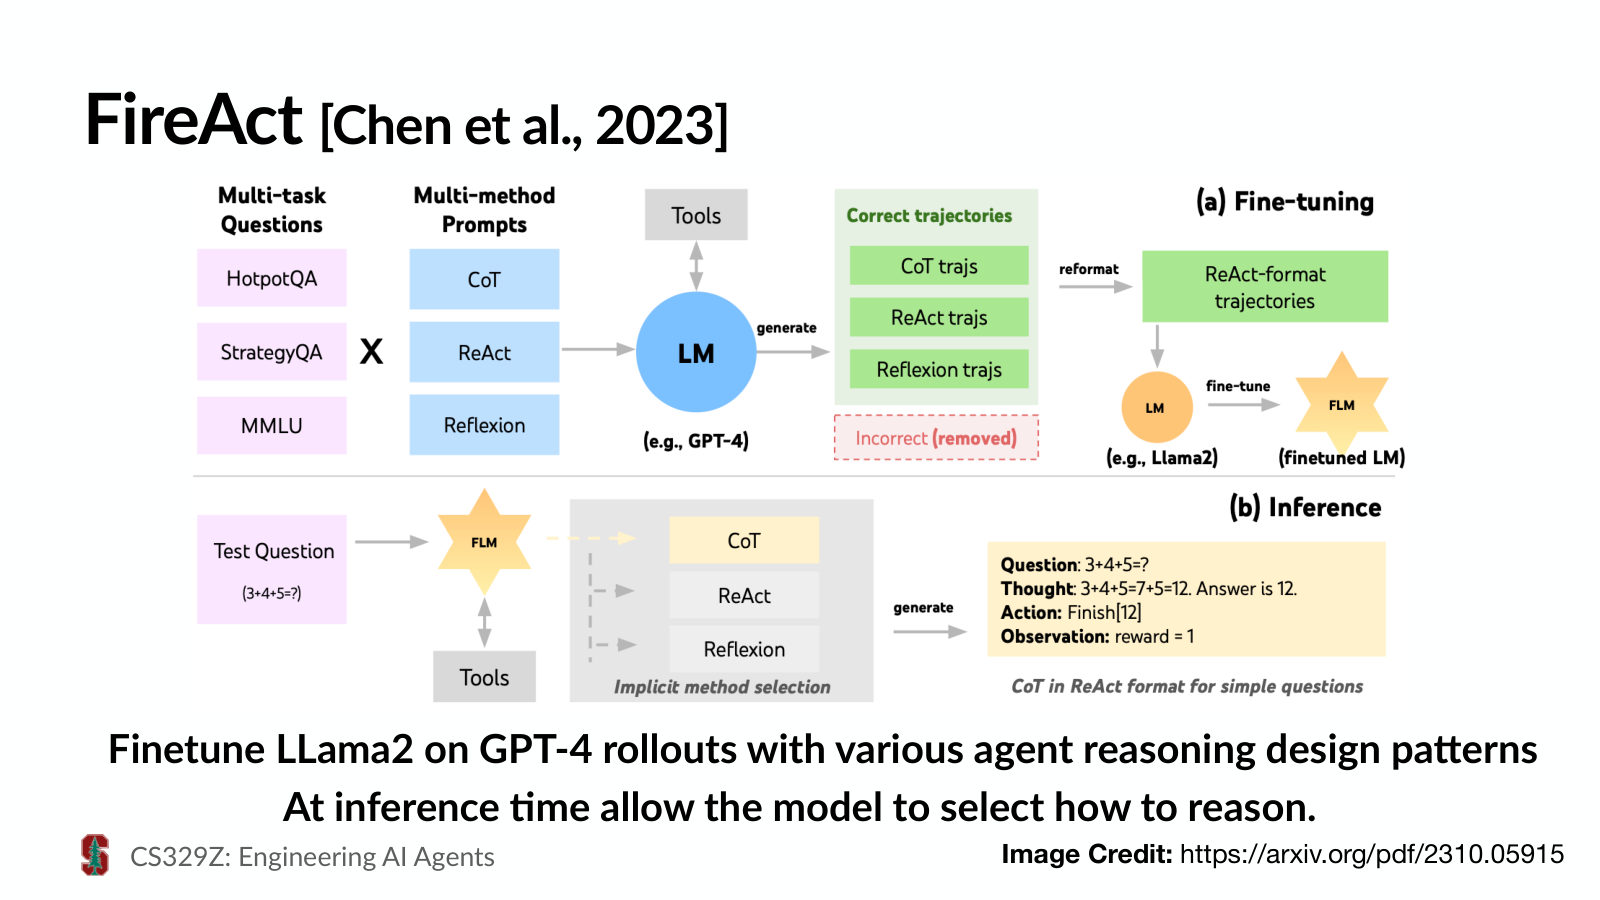 FireAct [Chen et al., 2023]
Multi-task
Questions
HotpotQA
StrategyQA
MMLU
X
Multi-method
Prompts
CoT
ReAct
Reflexion
Tools
LM
(e.g., GPT-4)
generate
Correct trajectories
CoT trajs
ReAct trajs
Reflexion trajs
Incorrect (removed)
(a) Fine-tuning
reformat
ReAct-format
trajectories
LM
(e.g., Llama2)
fine-tune
FLM
(finetuned LM)
(b) Inference
Test Question
(3+4+5=?)
FLM
Tools
CoT
ReAct
Reflexion
Implicit method selection
generate
Question: 3+4+5=?
Thought: 3+4+5=7+5=12. Answer is 12.
Action: Finish[12]
Observation: reward = 1
CoT in ReAct format for simple questions
Finetune LLama2 on GPT-4 rollouts with various agent reasoning design patterns
At inference time allow the model to select how to reason.
CS329Z: Engineering AI Agents
Image Credit: https://arxiv.org/pdf/2310.05915